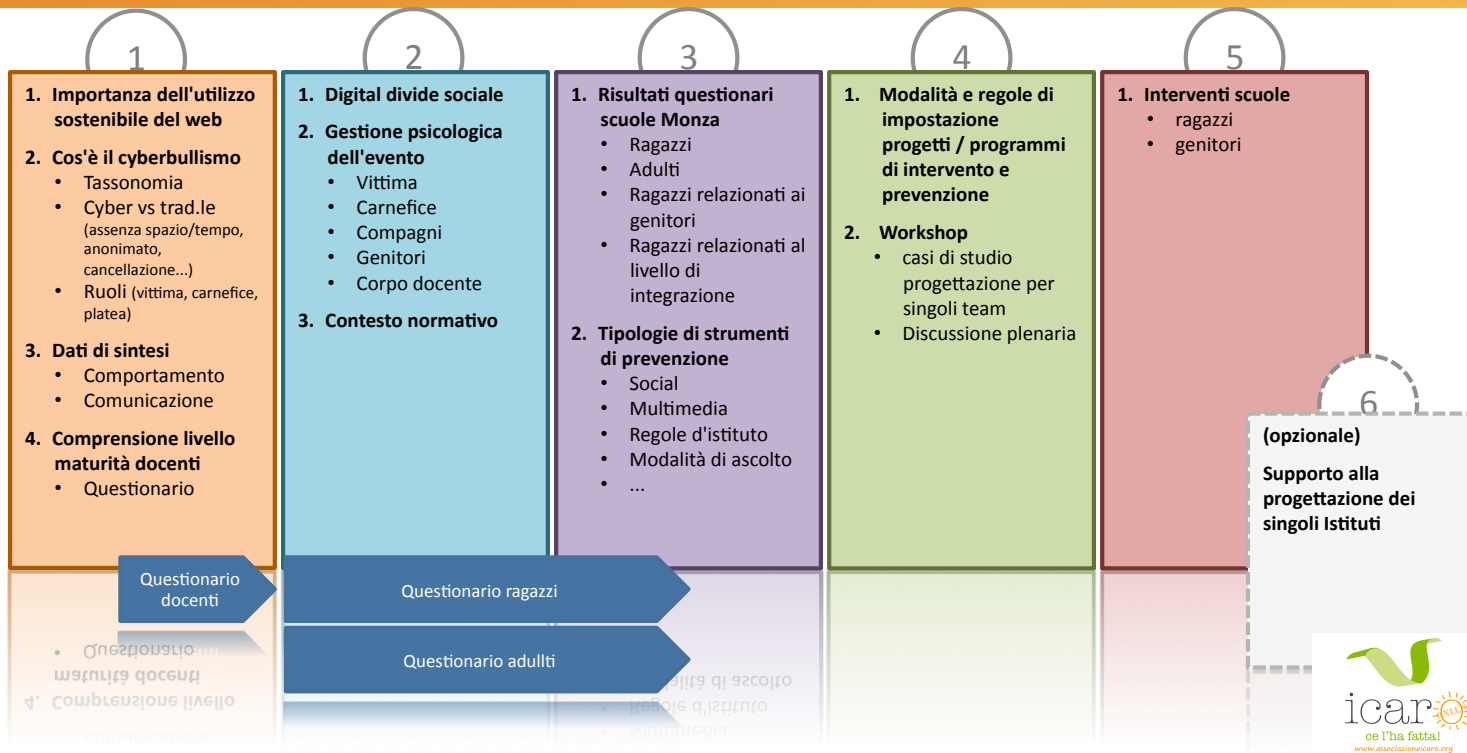 1
1. Importanza dell'utilizzo
sostenibile del web
2. Cos'è il cyberbullismo
• Tassonomia
• Cyber vs trad.le
(assenza spazio/tempo,
anonimato,
cancellazione...)
• Ruoli (vittima, carnefice,
platea)
3. Dati di sintesi
• Comportamento
• Comunicazione
4. Comprensione livello
maturità docenti
• Questionario
2
1. Digital divide sociale
2. Gestione psicologica
dell'evento
• Vittima
• Carnefice
• Compagni
• Genitori
• Corpo docente
3. Contesto normativo
3
1. Risultati questionari
scuole Monza
• Ragazzi
• Adulti
• Ragazzi relazionati ai
genitori
• Ragazzi relazionati al
livello di
integrazione
2. Tipologie di strumenti
di prevenzione
• Social
• Multimedia
• Regole d'istituto
• Modalità di ascolto
• ...
4
1. Modalità e regole di
impostazione
progetti / programmi
di intervento e
prevenzione
2. Workshop
• casi di studio
progettazione per
singoli team
• Discussione plenaria
5
1. Interventi scuole
• ragazzi
• genitori
6
(opzionale)
Supporto alla
progettazione dei
singoli Istituti
Questionario
docenti
Questionario ragazzi
Questionario adullti
icaro
ce l'ha fatta!
www.associazioneicaro.org